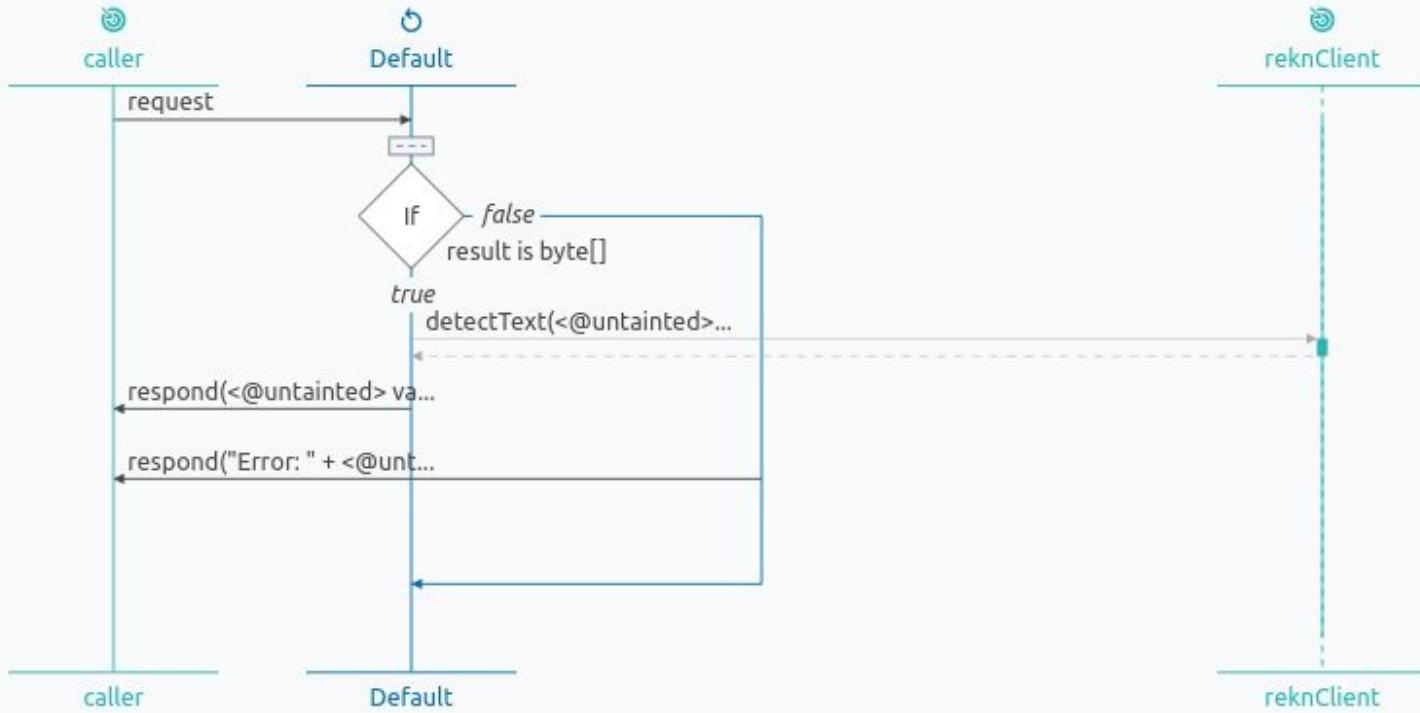 caller
Default
reknClient
request
If
false
result is byte[]
true
detectText(<@untainted>...
respond(<@untainted> va...
respond("Error: " + <@unt...
caller
Default
reknClient